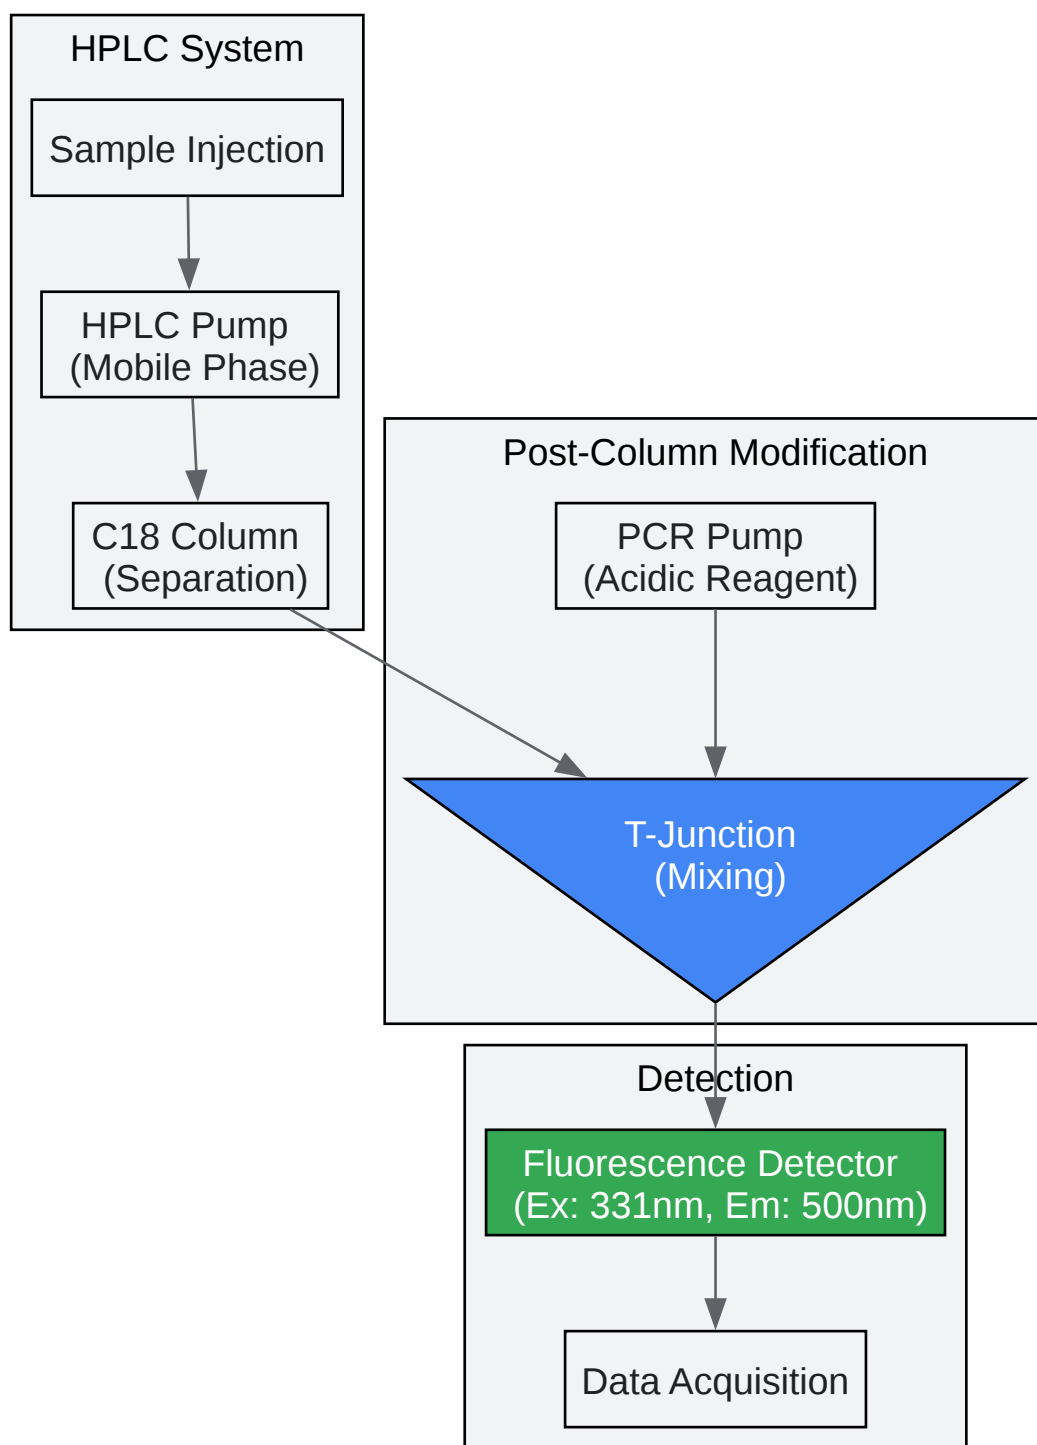 HPLC System
Sample Injection
HPLC Pump
(Mobile Phase)
C18 Column
(Separation)
Post-Column Modification
PCR Pump
(Acidic Reagent)
T-Junction
(Mixing)
Detection
Fluorescence Detector
(Ex: 331nm, Em: 500nm)
Data Acquisition